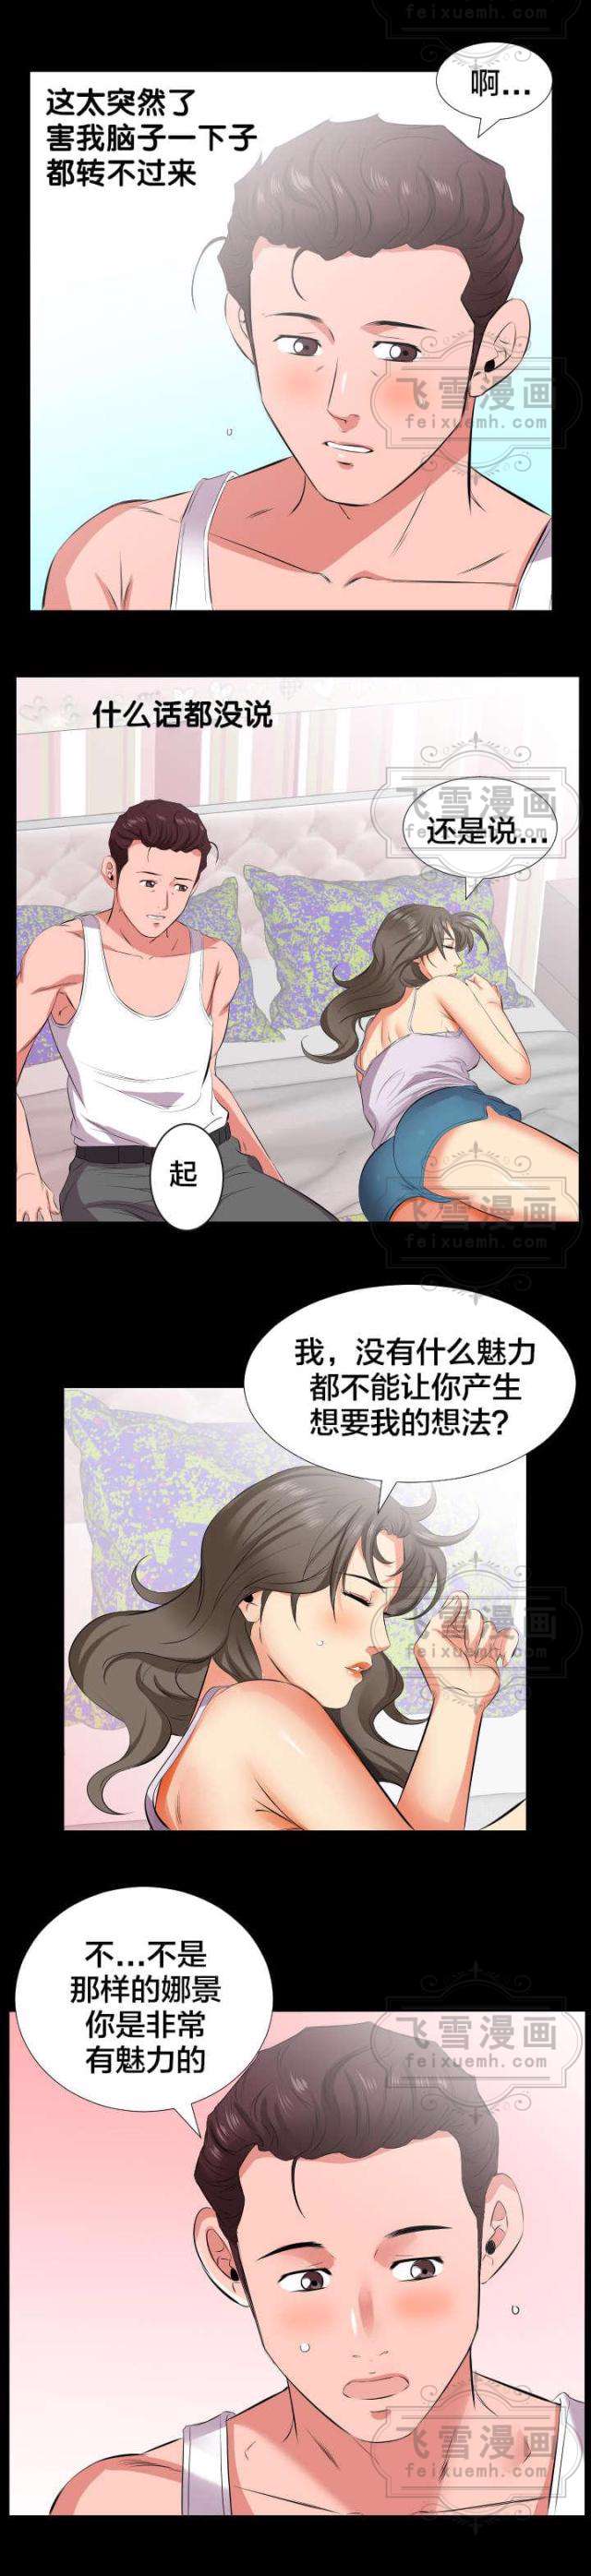 飞雪漫画
feixuemh.com
啊...
这太突然了
害我脑子一下子
都转不过来
飞雪漫画
feixuemh.com
什么话都没说
飞雪漫画
还是说...
起
飞雪漫画
feixuemh.com
我，没有什么魅力
都不能让你产生
想要我的想法?
飞雪漫画
feixuemh.com
不...不是
那样的娜景
你是非常
有魅力的
飞雪漫画
feixuemh.com
飞雪漫画
feixuemh.com